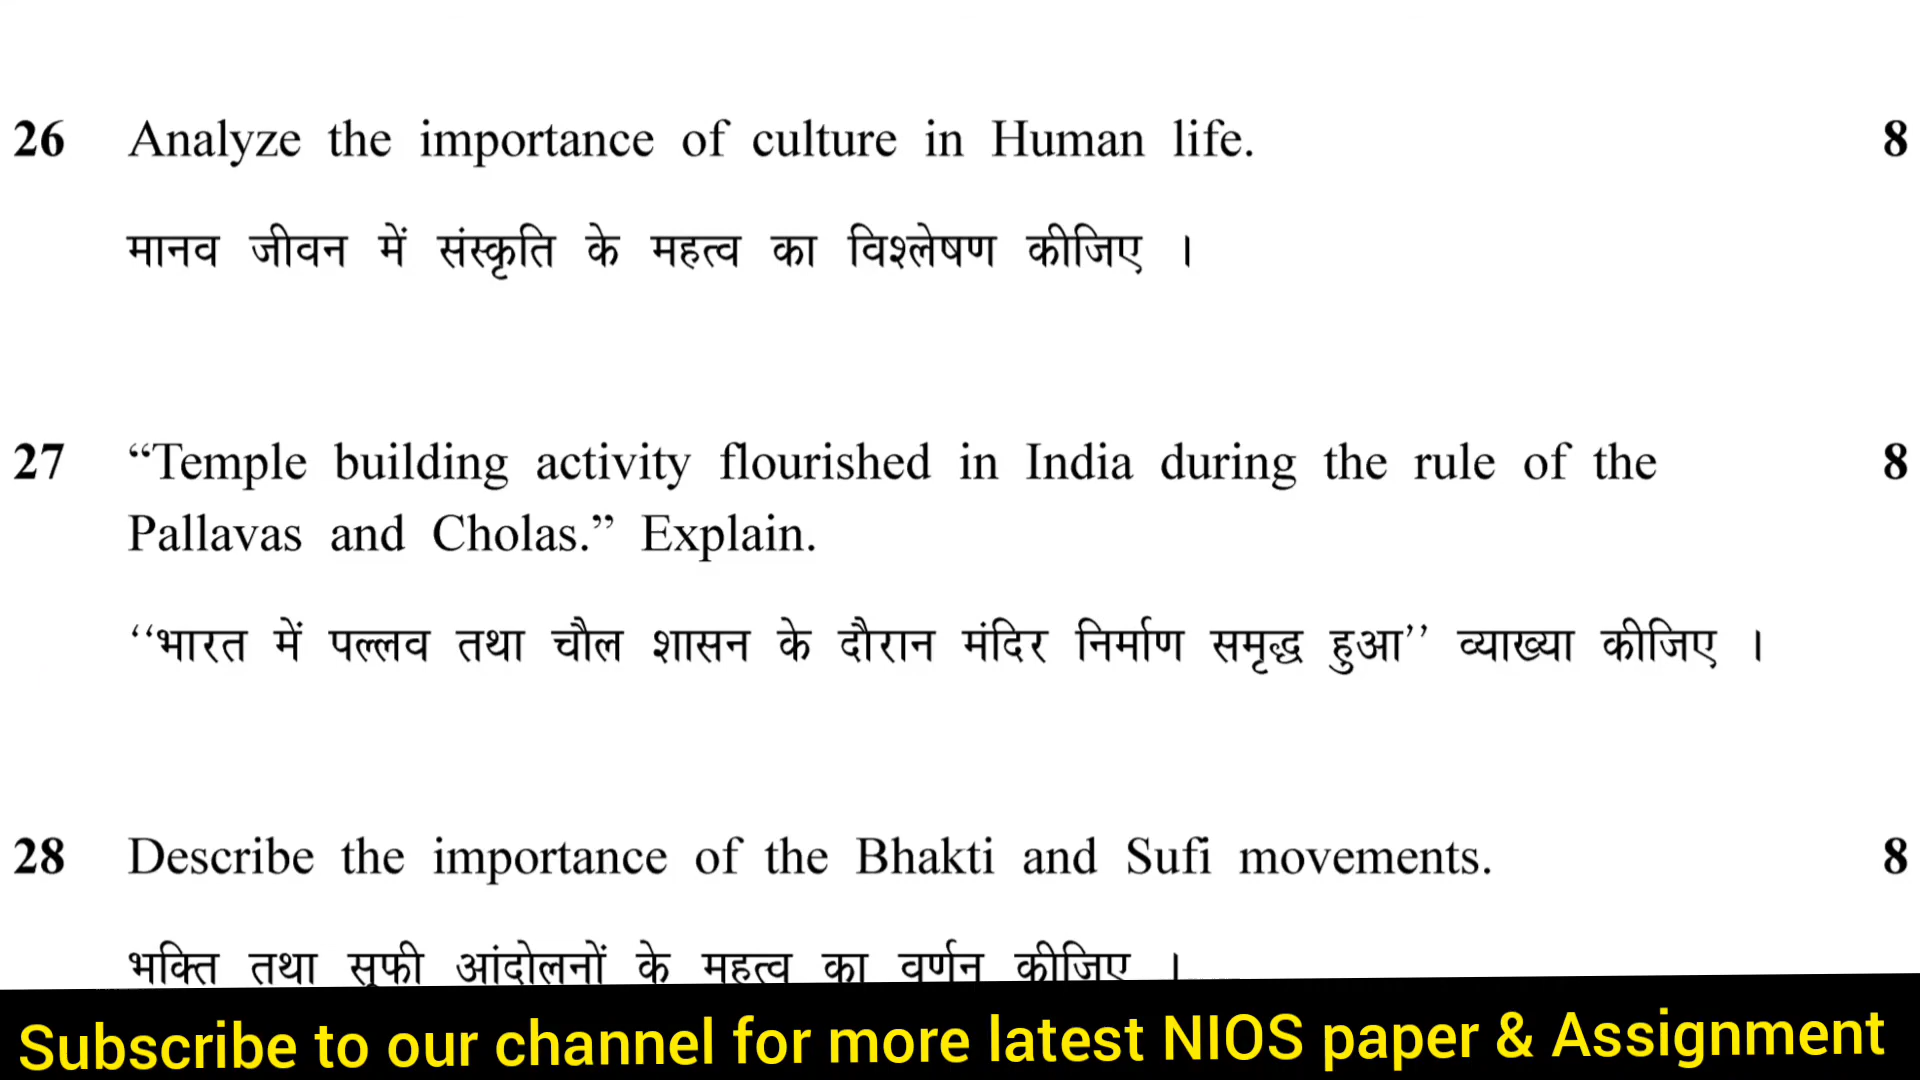 26 Analyze the importance of culture in Human life. 8
मानव जीवन में संस्कृति के महत्व का विश्लेषण कीजिए ।
27 “Temple building activity flourished in India during the rule of the 8
Pallavas and Cholas.” Explain.
‘‘भारत में पल्लव तथा चौल शासन के दौरान मंदिर निर्माण समृद्ध हुआ’’ व्याख्या कीजिए ।
28 Describe the importance of the Bhakti and Sufi movements. 8
भक्ति तथा सूफी आंदोलनों के महत्व का वर्णन कीजिए ।
Subscribe to our channel for more latest NIOS paper & Assignment